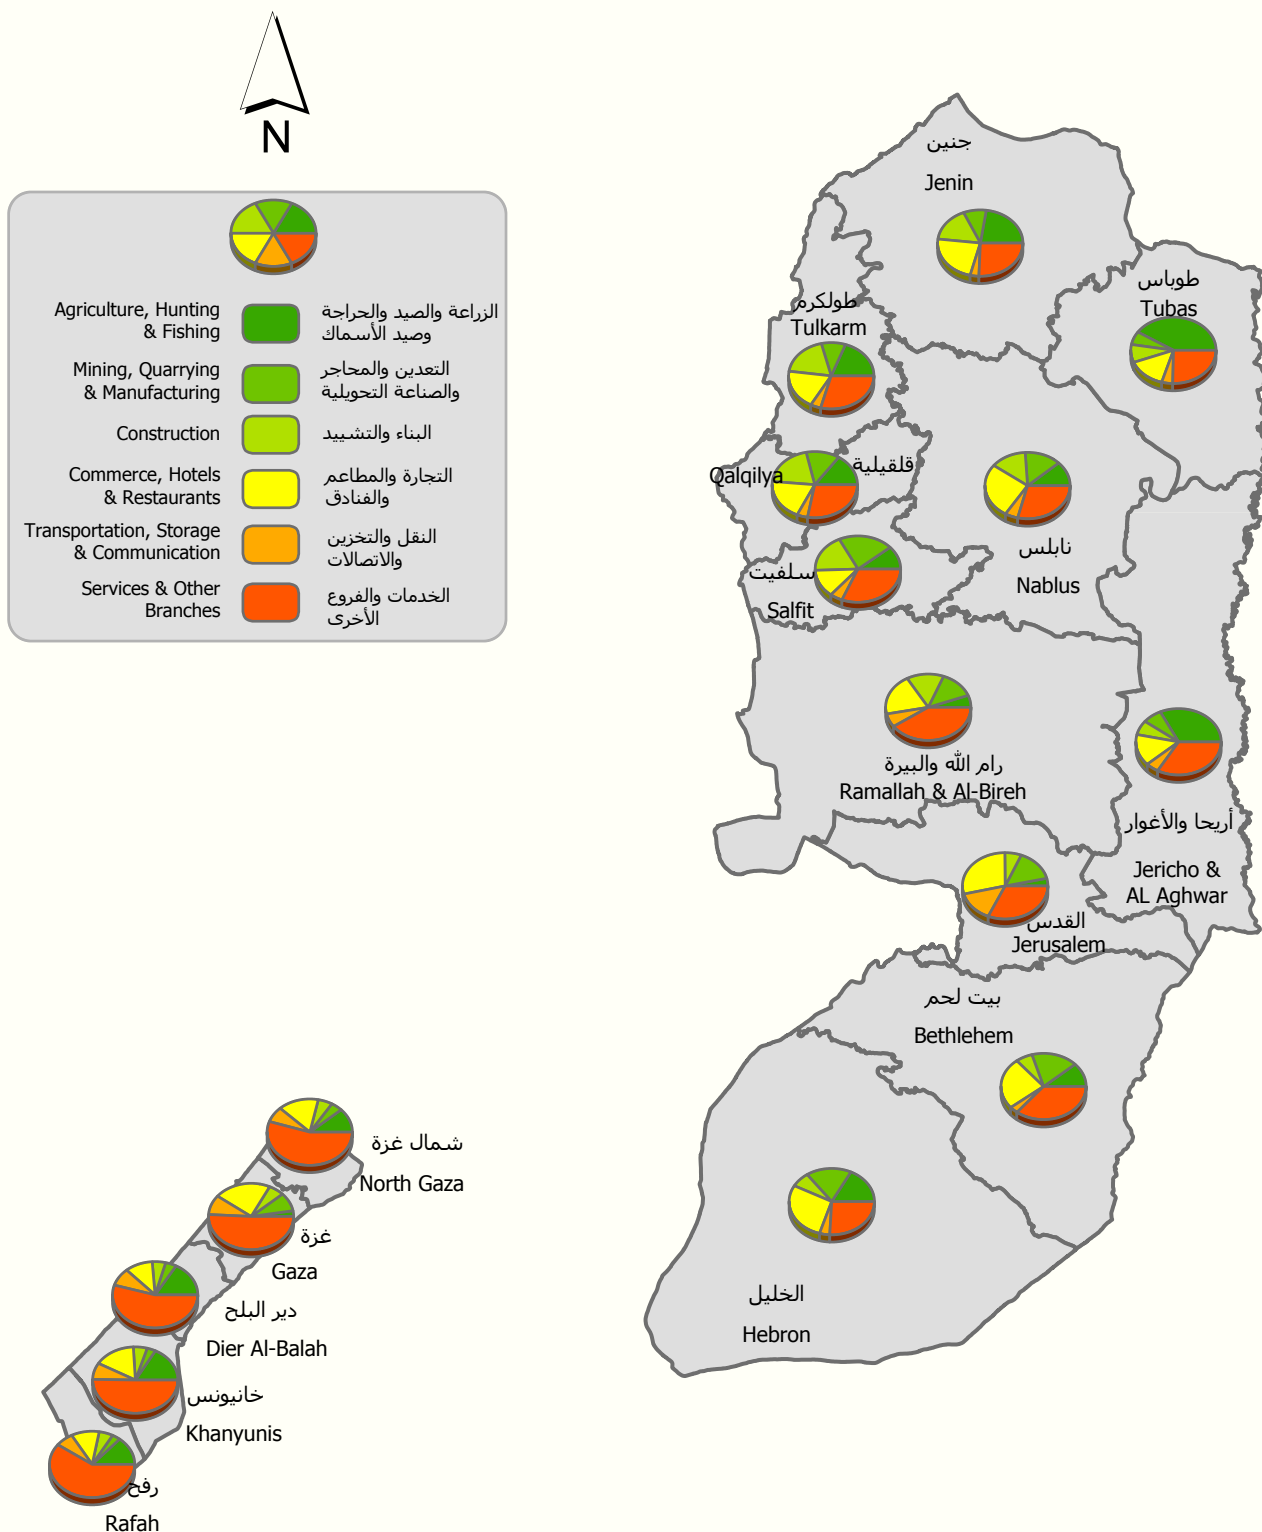 N
Agriculture, Hunting
& Fishing
الزراعة والصيد والحراجة
وصيد الأسماك
Mining, Quarrying
& Manufacturing
التعدين والمحاجر
والصناعة التحويلية
Construction
البناء والتشييد
Commerce, Hotels
& Restaurants
التجارة والمطاعم
والفنادق
Transportation, Storage
& Communication
النقل والتخزين
والاتصالات
Services & Other
Branches
الخدمات والفروع
الأخرى
جنين
Jenin
طوباس
Tubas
طولكرم
Tulkarm
Qalqilya
قلقيلية
نابلس
Nablus
سلفيت
Salfit
رام الله والبيرة
Ramallah & Al-Bireh
أريحا والأغوار
Jericho &
AL Aghwar
القدس
Jerusalem
بيت لحم
Bethlehem
الخليل
Hebron
شمال غزة
North Gaza
غزة
Gaza
دير البلح
Dier Al-Balah
خانيونس
Khanyunis
رفح
Rafah